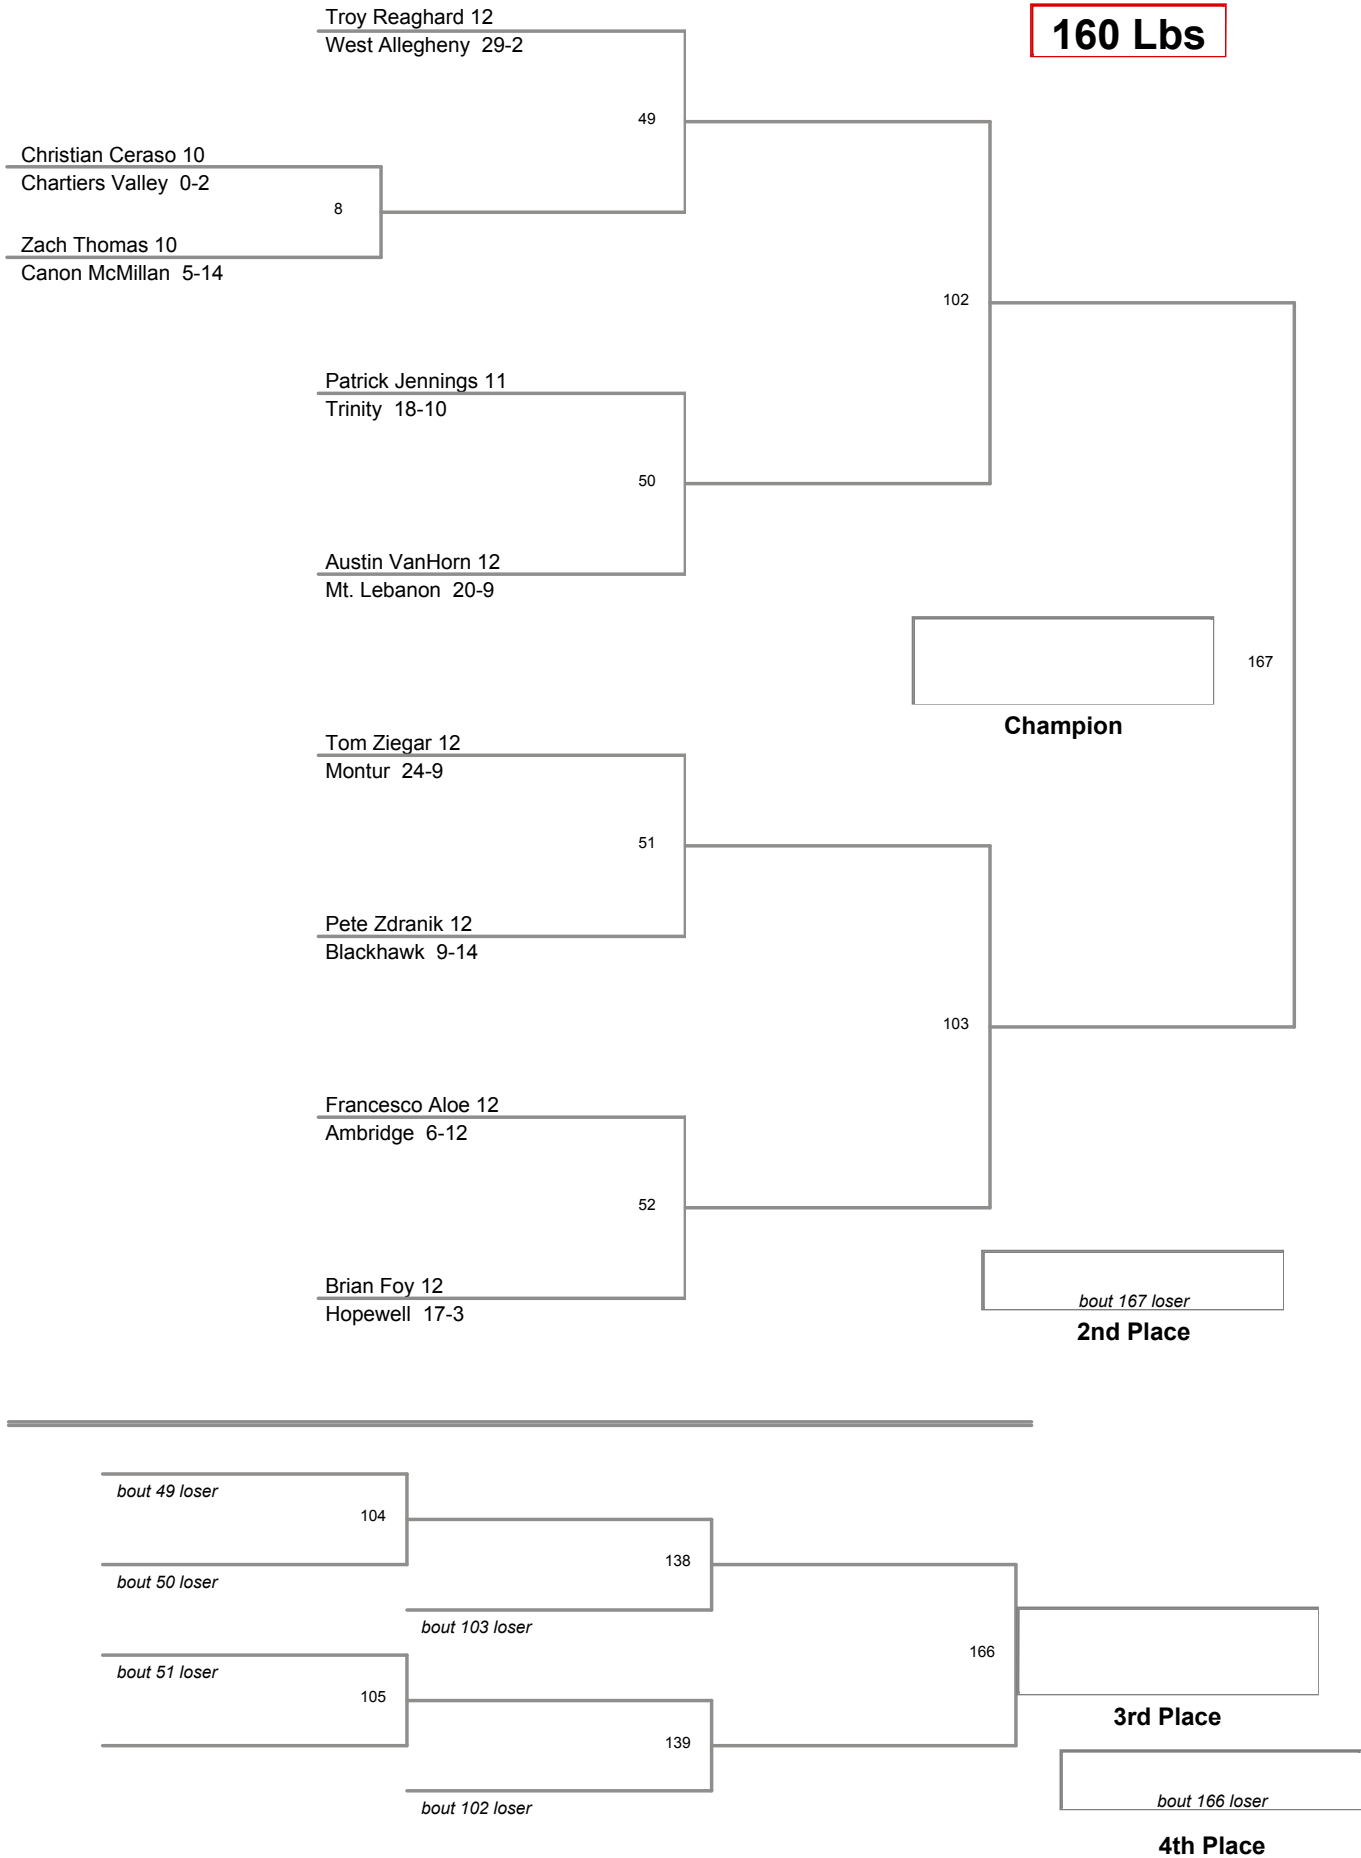 Troy Reaghard 12
West Allegheny 29-2
160 Lbs
49
Christian Ceraso 10
Chartiers Valley 0-2
8
Zach Thomas 10
Canon McMillan 5-14
102
Patrick Jennings 11
Trinity 18-10
50
Austin VanHorn 12
Mt. Lebanon 20-9
167
Champion
Tom Ziegar 12
Montur 24-9
51
Pete Zdranik 12
Blackhawk 9-14
103
Francesco Aloe 12
Ambridge 6-12
52
Brian Foy 12
Hopewell 17-3
bout 167 loser
2nd Place
bout 49 loser
104
bout 50 loser
138
bout 103 loser
166
bout 51 loser
105
3rd Place
139
bout 102 loser
bout 166 loser
4th Place